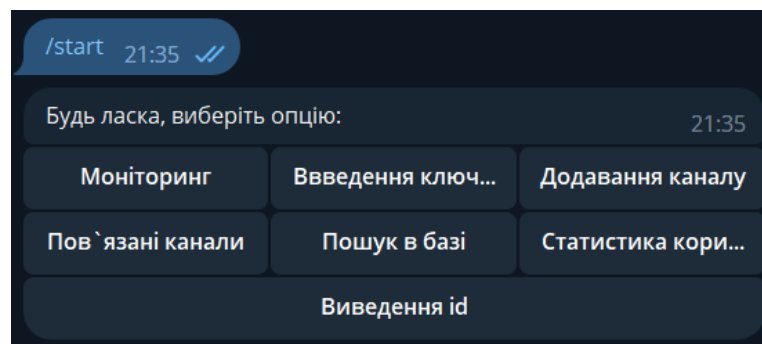 /start 21:35
Будь ласка, виберіть опцію: 21:35
Моніторинг Ввведення ключ... Додавання каналу
Пов`язані канали Пошук в базі Статистика кори...
Виведення id